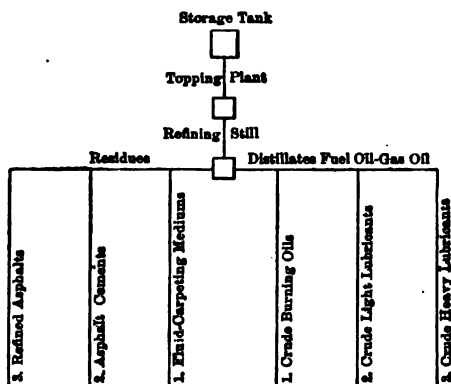 Storage Tank
Topping Plant
Refining Still
Residues
Distillates Fuel Oil-Gas Oil
3. Refined Asphalts
2. Asphalt Cements
1. Fluid-Carpeting Mediums
1. Crude Burning Oils
2. Crude Light Lubricants
3. Crude Heavy Lubricants